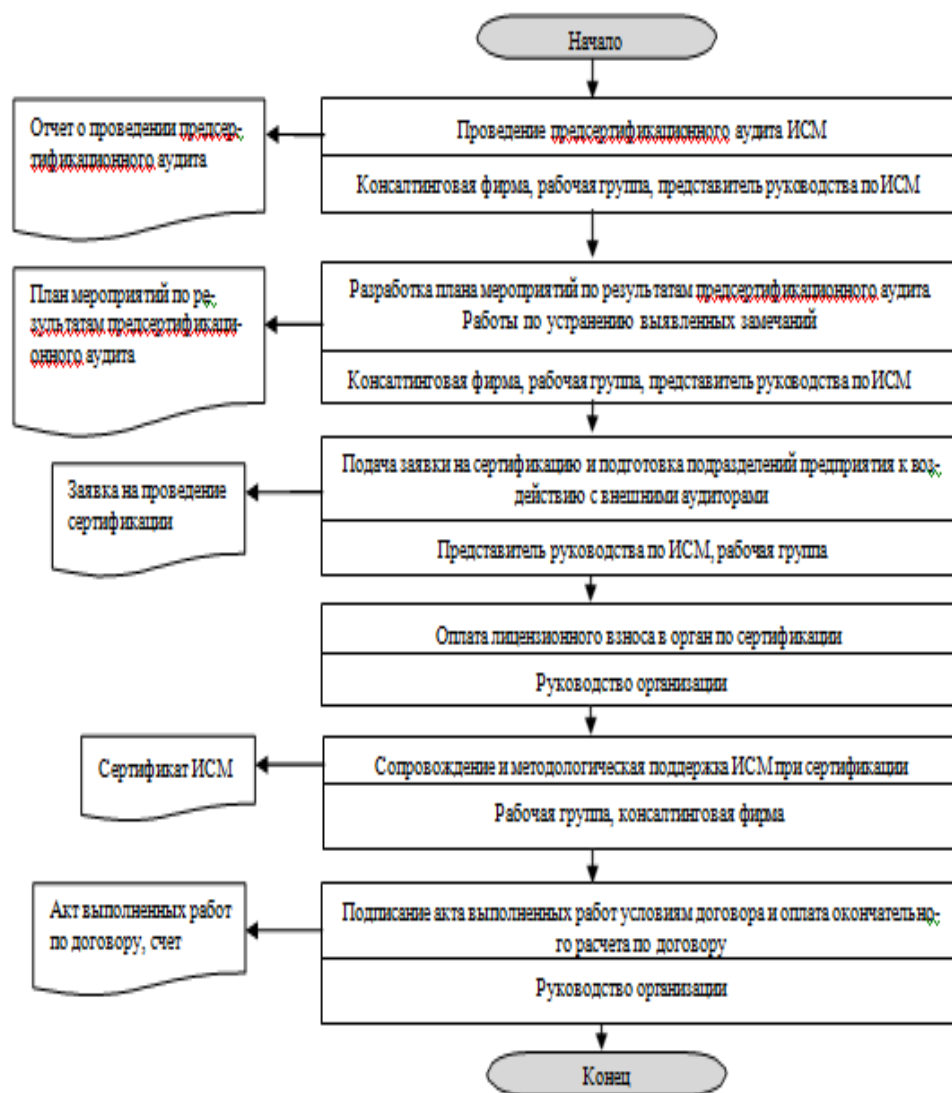 Начало
Отчет о проведении предсер-
тификационного аудита
Проведение предсертификационного аудита ИСМ
Консалтинговая фирма, рабочая группа, представитель руководства по ИСМ
План мероприятий по ре-
зультатам предсертификаци-
онного аудита
Разработка плана мероприятий по результатам предсертификационного аудита
Работы по устранению выявленных замечаний
Консалтинговая фирма, рабочая группа, представитель руководства по ИСМ
Заявка на проведение
сертификации
Подача заявки на сертификацию и подготовка подразделений предприятия к воз-
действию с внешними аудиторами
Представитель руководства по ИСМ, рабочая группа
Оплата лицензионного взноса в орган по сертификации
Руководство организации
Сертификат ИСМ
Сопровождение и методологическая поддержка ИСМ при сертификации
Рабочая группа, консалтинговая фирма
Акт выполненных работ
по договору, счет
Подписание акта выполненных работ условиям договора и оплата окончательно-
го расчета по договору
Руководство организации
Конец